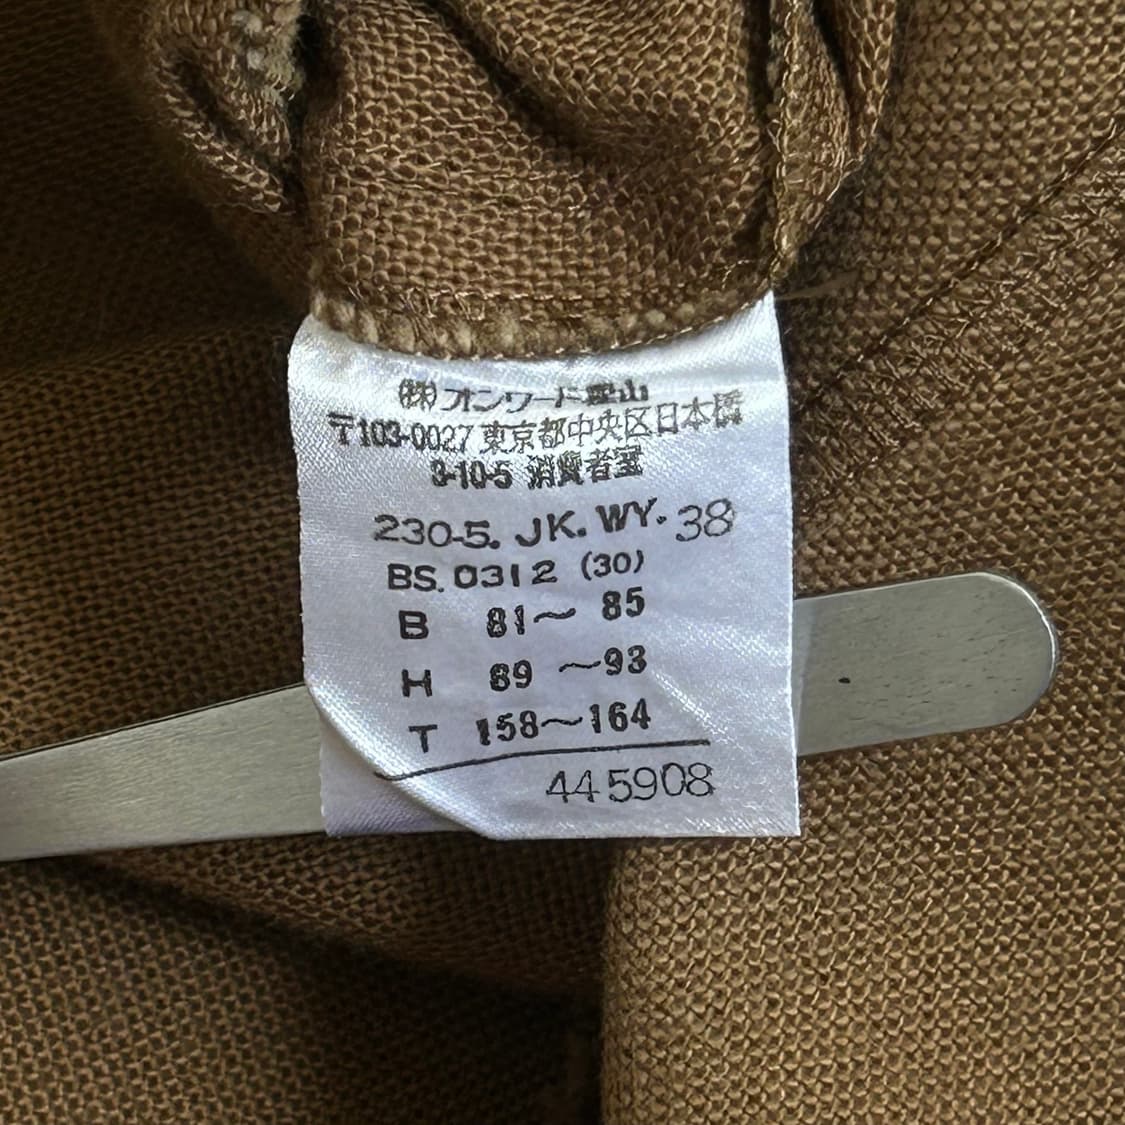 (株)オンワード樫山
〒103-0027 東京都中央区日本橋
3-10-5 消費者室
230-5. JK. WY. 38
BS. 0312 (30)
B 81〜 85
H 89 〜93
T 158〜164
445908